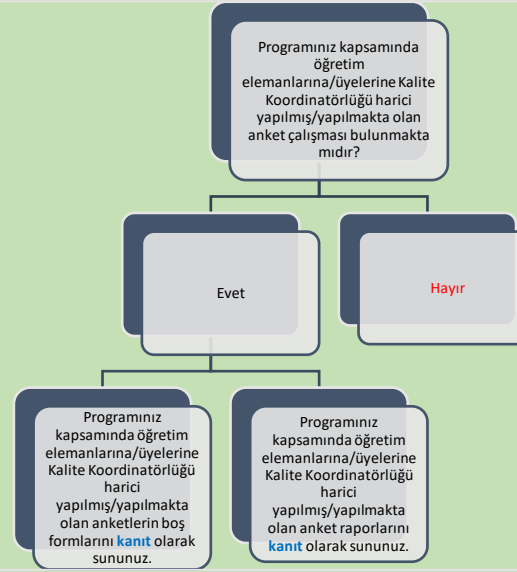 Programınız kapsamında
öğretim
elemanlarına/üyelerine Kalite
Koordinatörlüğü harici
yapılmış/yapılmakta olan
anket çalışması bulunmakta
mıdır?
Evet
Hayır
Programınız
kapsamında öğretim
elemanlarına/üyelerine
Kalite Koordinatörlüğü
harici
yapılmış/yapılmakta
olan anketlerin boş
formlarını kanıt olarak
sununuz.
Programınız
kapsamında öğretim
elemanlarına/üyelerine
Kalite Koordinatörlüğü
harici
yapılmış/yapılmakta
olan anket raporlarını
kanıt olarak sununuz.